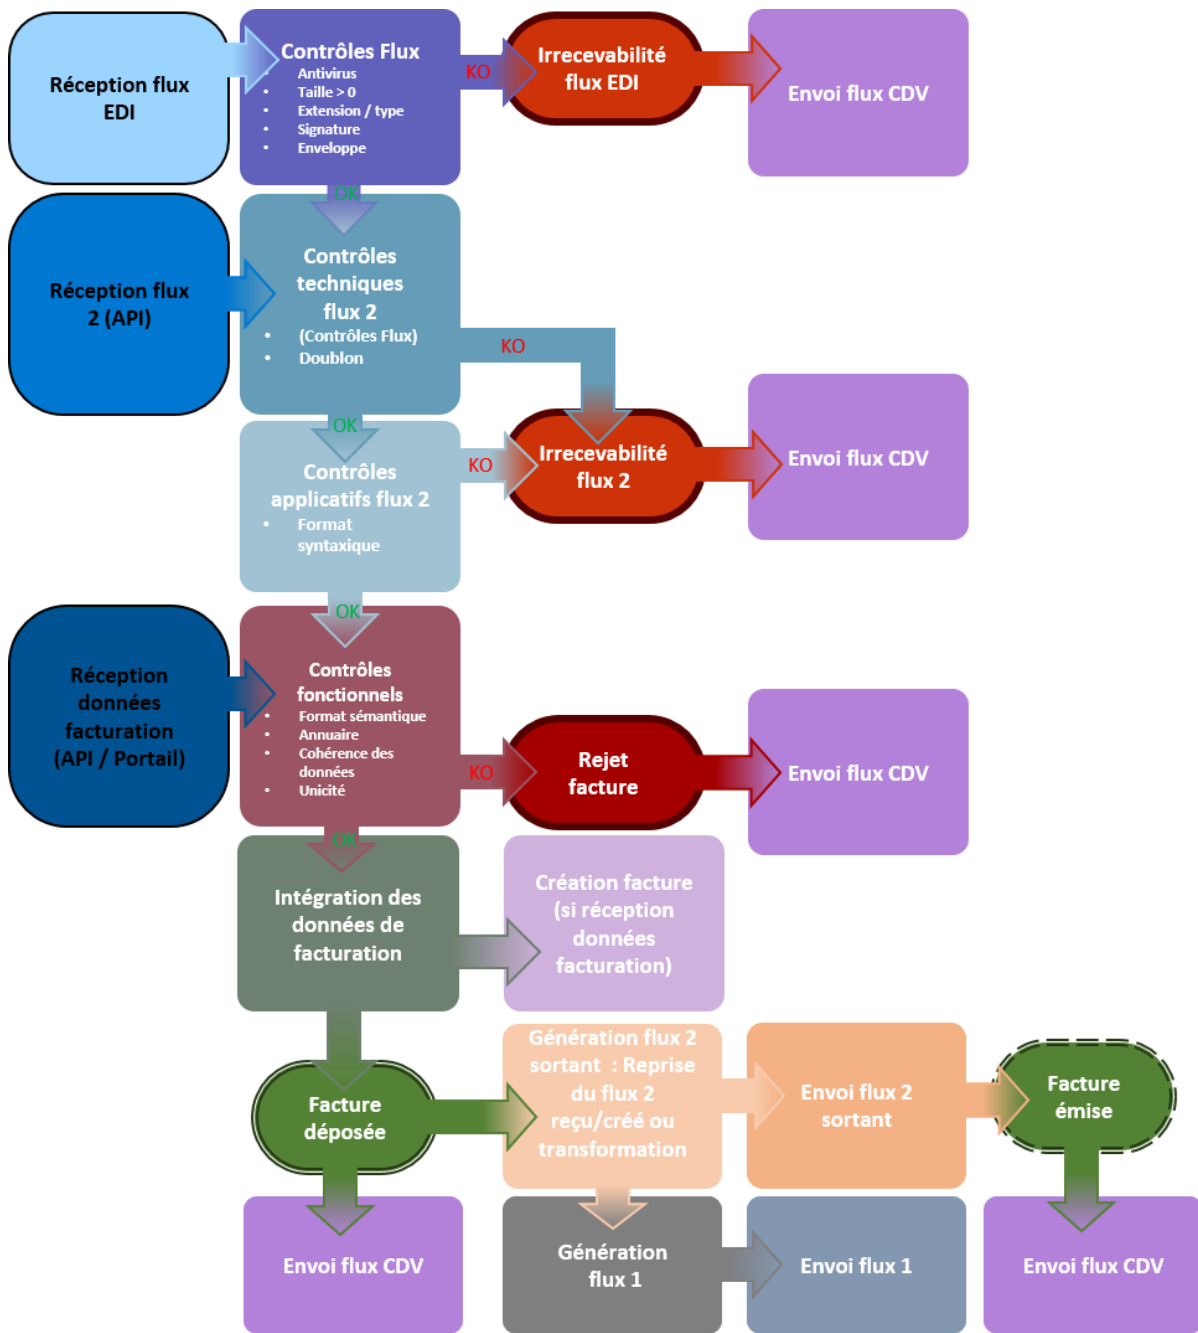 Réception flux
EDI
Contrôles Flux
• Antivirus
• Taille > 0
• Extension / type
• Signature
• Enveloppe
KO
Irrecevabilité
flux EDI
Envoi flux CDV
OK
Réception flux
2 (API)
Contrôles
techniques
flux 2
• (Contrôles Flux)
• Doublon
KO
OK
Contrôles
applicatifs flux 2
• Format
syntaxique
KO
Irrecevabilité
flux 2
Envoi flux CDV
OK
Réception
données
facturation
(API / Portail)
Contrôles
fonctionnels
• Format sémantique
• Annuaire
• Cohérence des
données
• Unicité
KO
Rejet
facture
Envoi flux CDV
OK
Intégration des
données de
facturation
Création facture
(si réception
données
facturation)
Facture
déposée
Génération flux 2
sortant : Reprise
du flux 2
reçu/créé ou
transformation
Envoi flux 2
sortant
Facture
émise
Envoi flux CDV
Génération
flux 1
Envoi flux 1
Envoi flux CDV